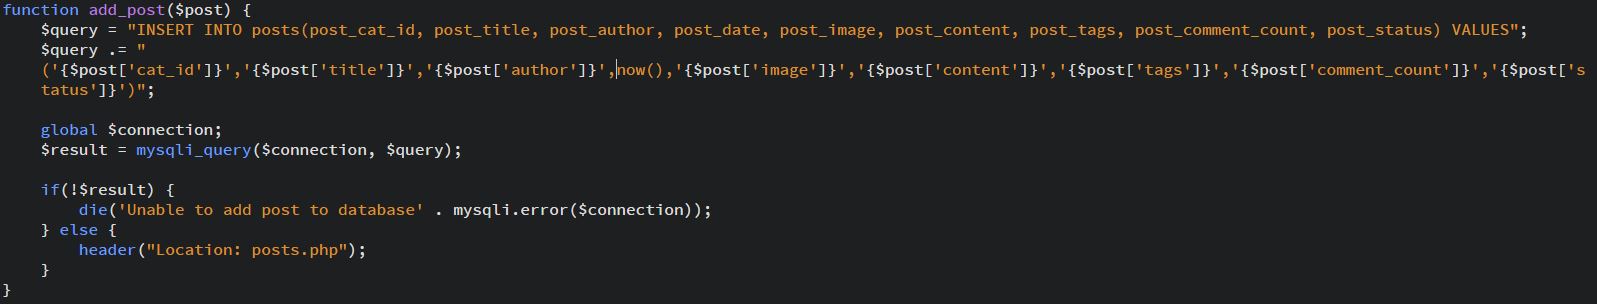 function add_post($post) {
$query = "INSERT INTO posts(post_cat_id, post_title, post_author, post_date, post_image, post_content, post_tags, post_comment_count, post_status) VALUES";
$query .= "
('{$post['cat_id']}','{$post['title']}','{$post['author']}',now(),'{$post['image']}','{$post['content']}','{$post['tags']}','{$post['comment_count']}','{$post['s
tatus']}')";
global $connection;
$result = mysqli_query($connection, $query);
if(!$result) {
die('Unable to add post to database' . mysqli.error($connection));
} else {
header("Location: posts.php");
}
}